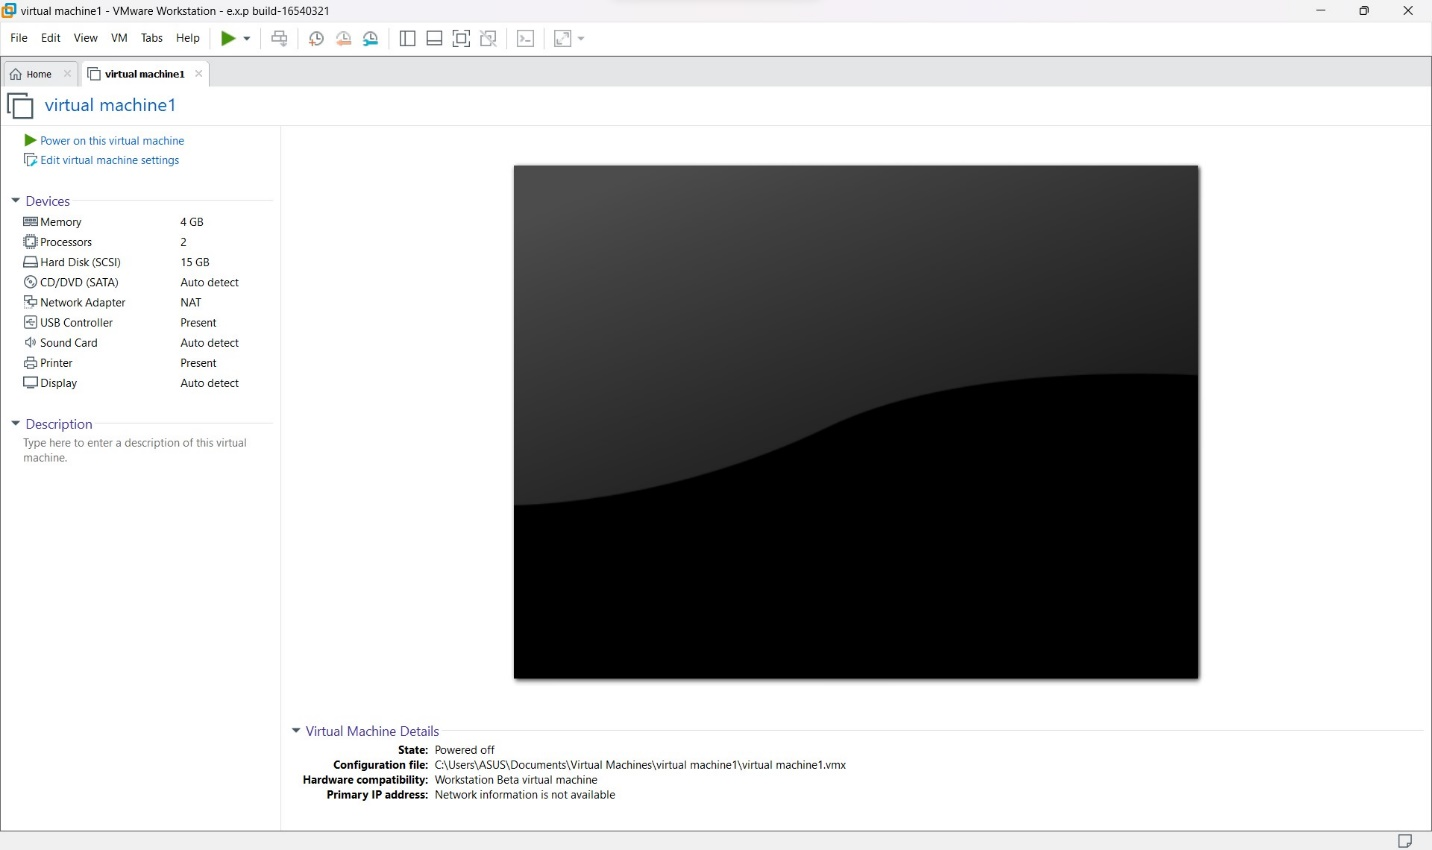 virtual machine1 - VMware Workstation - e.x.p build-16540321
File Edit View VM Tabs Help
Home virtual machine1
virtual machine1
Power on this virtual machine
Edit virtual machine settings
Devices
Memory 4 GB
Processors 2
Hard Disk (SCSI) 15 GB
CD/DVD (SATA) Auto detect
Network Adapter NAT
USB Controller Present
Sound Card Auto detect
Printer Present
Display Auto detect
Description
Type here to enter a description of this virtual
machine.
Virtual Machine Details
State: Powered off
Configuration file: C:\Users\ASUS\Documents\Virtual Machines\virtual machine1\virtual machine1.vmx
Hardware compatibility: Workstation Beta virtual machine
Primary IP address: Network information is not available